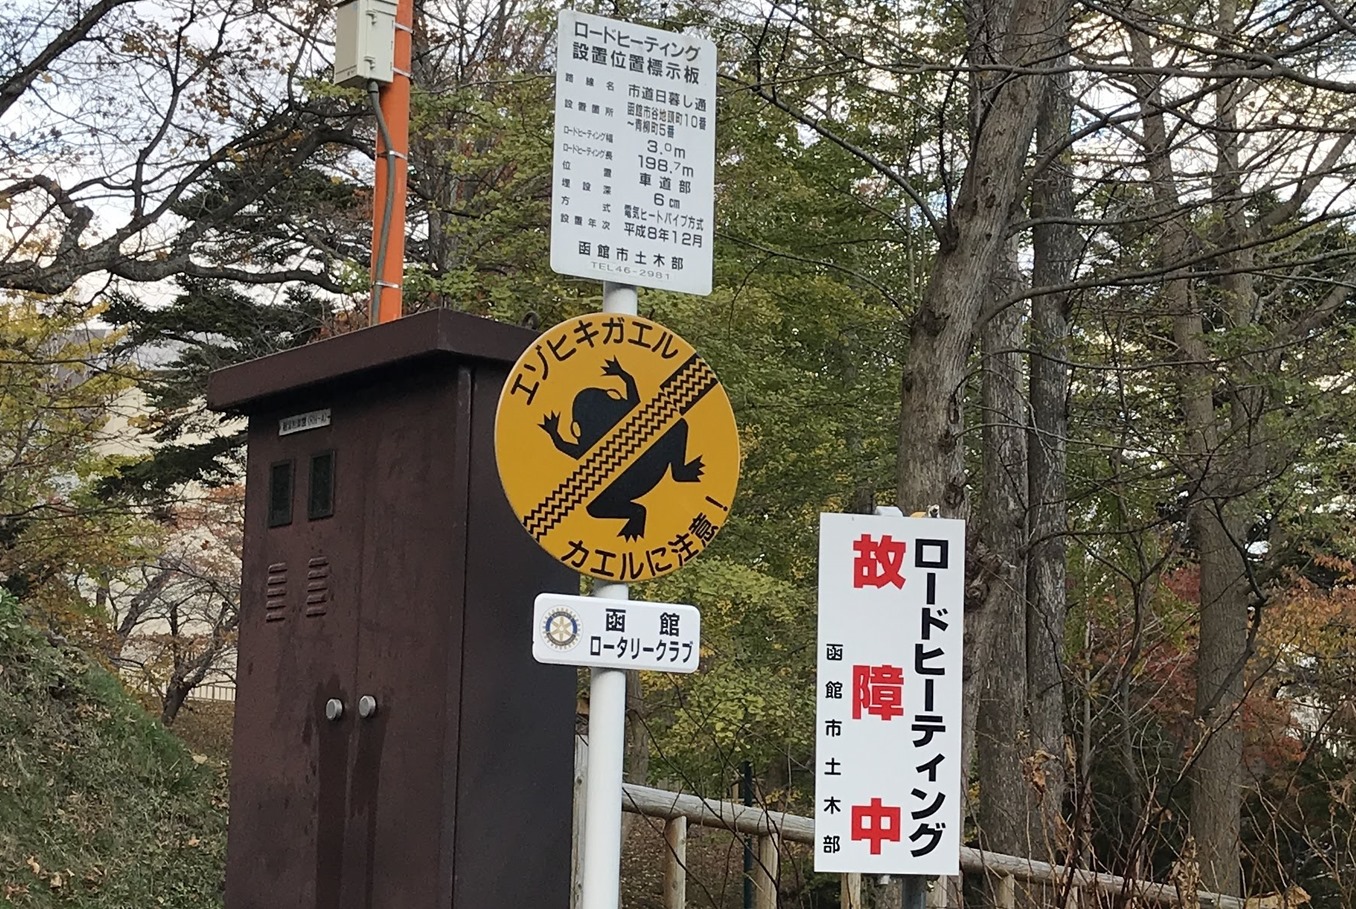 ロードヒーティング
設置位置標示板
路線名 市道日暮し通
設置箇所 函館市谷地頭町10番
～青柳町5番
ロードヒーティング幅 3.0m
ロードヒーティング長 198.7m
位置 車道部
埋設深 6cm
方式 電気ヒートパイプ方式
設置年次 平成8年12月
函館市土木部
TEL46-2981
エゾヒキガエル
カエルに注意！
函館
ロータリークラブ
ロードヒーティング
故障中
函館市土木部